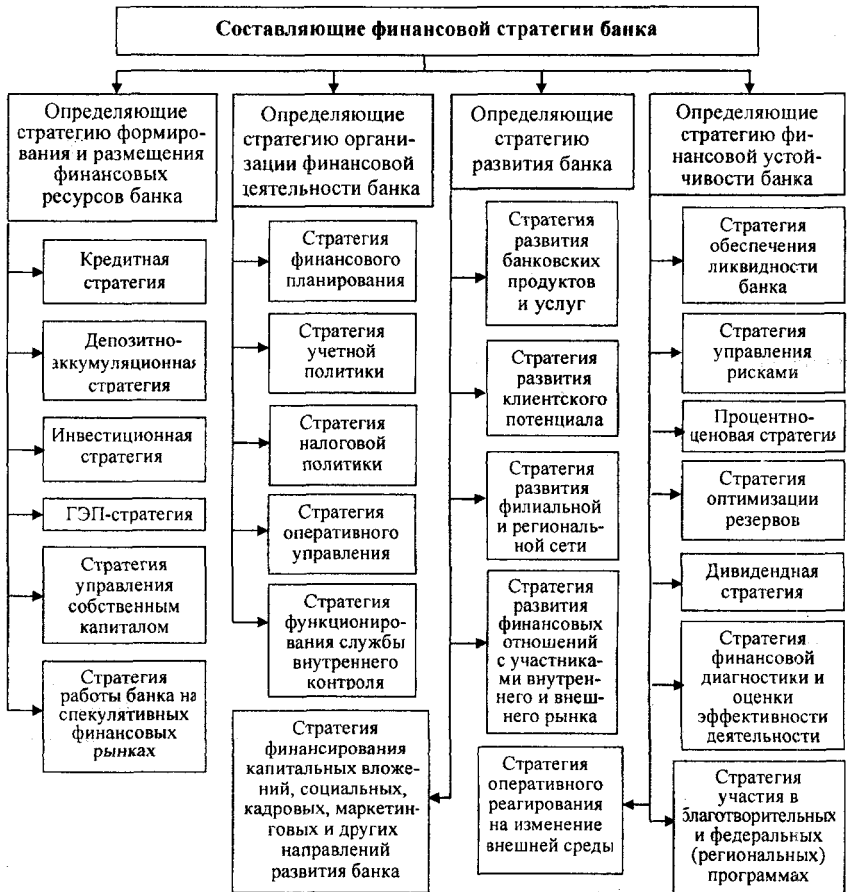 Составляющие финансовой стратегии банка
Определяющие
стратегию формиро-
вания и размещения
финансовых
ресурсов банка
Кредитная
стратегия
Депозитно-
аккумуляционная
стратегия
Инвестиционная
стратегия
ГЭП-стратегия
Стратегия
управления
собственным
капиталом
Стратегия
работы банка на
спекулятивных
финансовых
рынках
Определяющие
стратегию органи-
зации финансовой
деятельности банка
Стратегия
финансового
планирования
Стратегия
учетной
политики
Стратегия
налоговой
политики
Стратегия
оперативного
управления
Стратегия
функциониро-
вания службы
внутреннего
контроля
Стратегия
финансирования
капитальных вложе-
ний, социальных,
кадровых, маркетин-
говых и других
направлений
развития банка
Определяющие
стратегию
развития банка
Стратегия
развития
банковских
продуктов
и услуг
Стратегия
развития
клиентского
потенциала
Стратегия
развития
филиальной
и региональ-
ной сети
Стратегия
развития
финансовых
отношений
с участника-
ми внутрен-
него и внеш-
него рынка
Стратегия
оперативного
реагирования
на изменение
внешней среды
Определяющие
стратегию фи-
нансовой устой-
чивости банка
Стратегия
обеспечения
ликвидности
банка
Стратегия
управления
рисками
Процентно-
ценовая стратегия
Стратегия
оптимизации
резервов
Дивидендная
стратегия
Стратегия
финансовой
диагностики и
оценки
эффективности
деятельности
Стратегия
участия в
благотворительных
и федеральных
(региональных)
программах